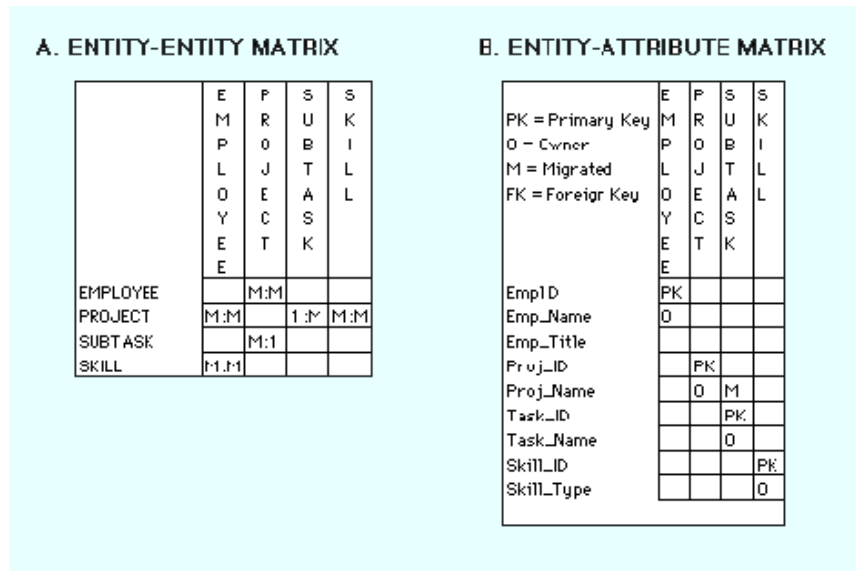 A. ENTITY-ENTITY MATRIX
EMPLOYEE PROJECT SUBTASK SKILL
EMPLOYEE M:M
PROJECT M:M 1:M M:M
SUBTASK M:1
SKILL M:M
B. ENTITY-ATTRIBUTE MATRIX
PK = Primary Key
O = Owner
M = Migrated
FK = Foreign Key
EMPLOYEE PROJECT SUBTASK SKILL
EmpID PK
Emp_Name O
Emp_Title
Proj_ID PK
Proj_Name O M
Task_ID PK
Task_Name O
Skill_ID PK
Skill_Type O